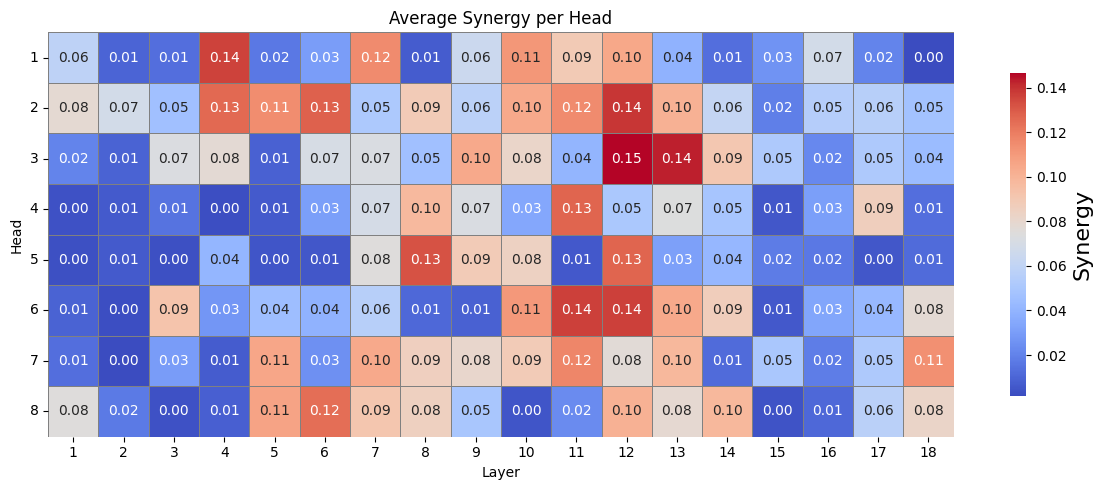 Average Synergy per Head
1 0.06 0.01 0.01 0.14 0.02 0.03 0.12 0.01 0.06 0.11 0.09 0.10 0.04 0.01 0.03 0.07 0.02 0.00
2 0.08 0.07 0.05 0.13 0.11 0.13 0.05 0.09 0.06 0.10 0.12 0.14 0.10 0.06 0.02 0.05 0.06 0.05
3 0.02 0.01 0.07 0.08 0.01 0.07 0.07 0.05 0.10 0.08 0.04 0.15 0.14 0.09 0.05 0.02 0.05 0.04
4 0.00 0.01 0.01 0.00 0.01 0.03 0.07 0.10 0.07 0.03 0.13 0.05 0.07 0.05 0.01 0.03 0.09 0.01
5 0.00 0.01 0.00 0.04 0.00 0.01 0.08 0.13 0.09 0.08 0.01 0.13 0.03 0.04 0.02 0.02 0.00 0.01
6 0.01 0.00 0.09 0.03 0.04 0.04 0.06 0.01 0.01 0.11 0.14 0.14 0.10 0.09 0.01 0.03 0.04 0.08
7 0.01 0.00 0.03 0.01 0.11 0.03 0.10 0.09 0.08 0.09 0.12 0.08 0.10 0.01 0.05 0.02 0.05 0.11
8 0.08 0.02 0.00 0.01 0.11 0.12 0.09 0.08 0.05 0.00 0.02 0.10 0.08 0.10 0.00 0.01 0.06 0.08
1 2 3 4 5 6 7 8 9 10 11 12 13 14 15 16 17 18
Layer
Head
0.14
0.12
0.10
0.08
0.06
0.04
0.02
Synergy